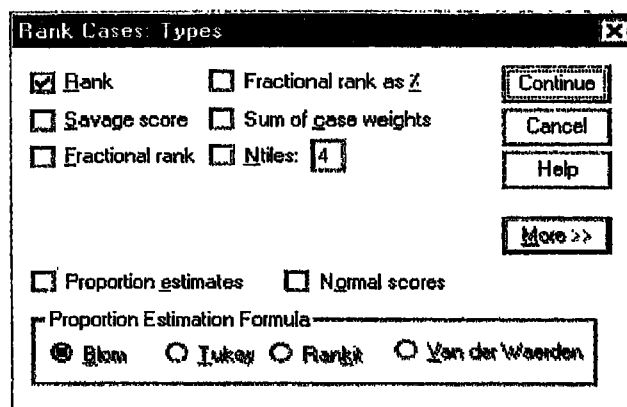 Rank Cases: Types
Rank
Fractional rank as %
Continue
Savage score
Sum of case weights
Cancel
Fractional rank
Ntiles: 4
Help
More >>
Proportion estimates
Normal scores
Proportion Estimation Formula
Blom
Tukey
Rankit
Van der Waerden